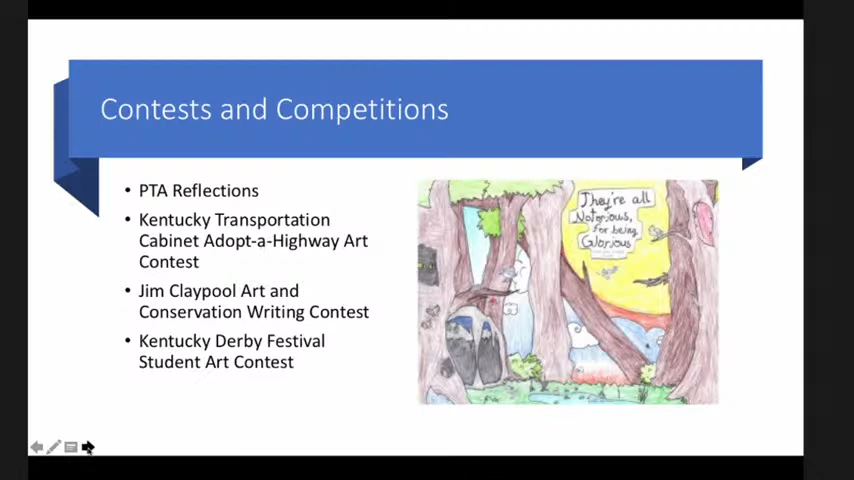 Contests and Competitions
• PTA Reflections
• Kentucky Transportation
Cabinet Adopt-a-Highway Art
Contest
• Jim Claypool Art and
Conservation Writing Contest
• Kentucky Derby Festival
Student Art Contest
They're all
Notorious,
for being
Glorious